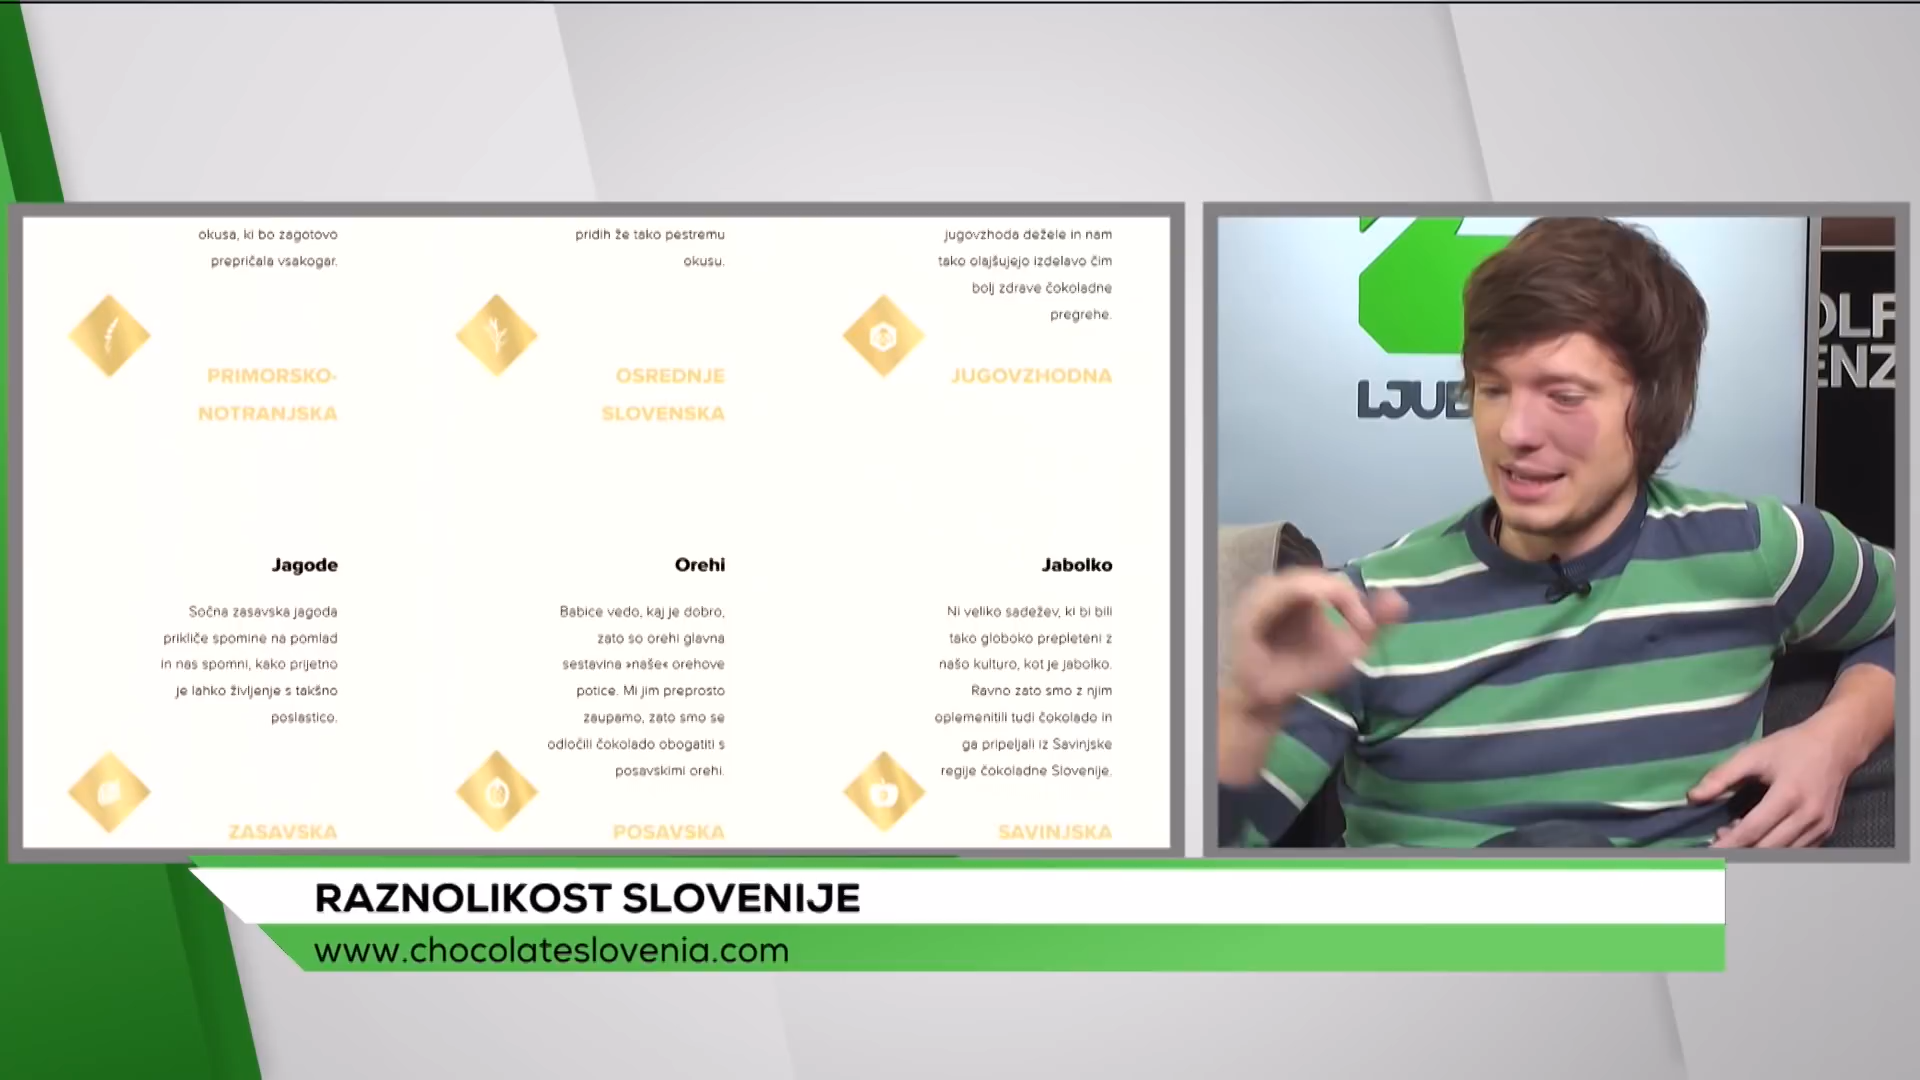 okusa, ki bo zagotovo
prepričala vsakogar.
PRIMORSKO-
NOTRANJSKA
pridih že tako pestremu
okusu.
OSREDNJE
SLOVENSKA
jugovzhoda dežele in nam
tako olajšujejo izdelavo čim
bolj zdrave čokoladne
pregrehe.
JUGOVZHODNA
Jagode
Sočna zasavska jagoda
prikliče spomine na pomlad
in nas spomni, kako prijetno
je lahko življenje s takšno
poslastico.
ZASAVSKA
Orehi
Babice vedo, kaj je dobro,
zato so orehi glavna
sestavina »naše« orehove
potice. Mi jim preprosto
zaupamo, zato smo se
odločili čokolado obogatiti s
posavskimi orehi.
POSAVSKA
Jabolko
Ni veliko sadežev, ki bi bili
tako globoko prepleteni z
našo kulturo, kot je jabolko.
Ravno zato smo z njim
oplemenitili tudi čokolado in
ga pripeljali iz Savinjske
regije čokoladne Slovenije.
SAVINJSKA
LJUB
OLF
ENZ
RAZNOLIKOST SLOVENIJE
www.chocolateslovenia.com